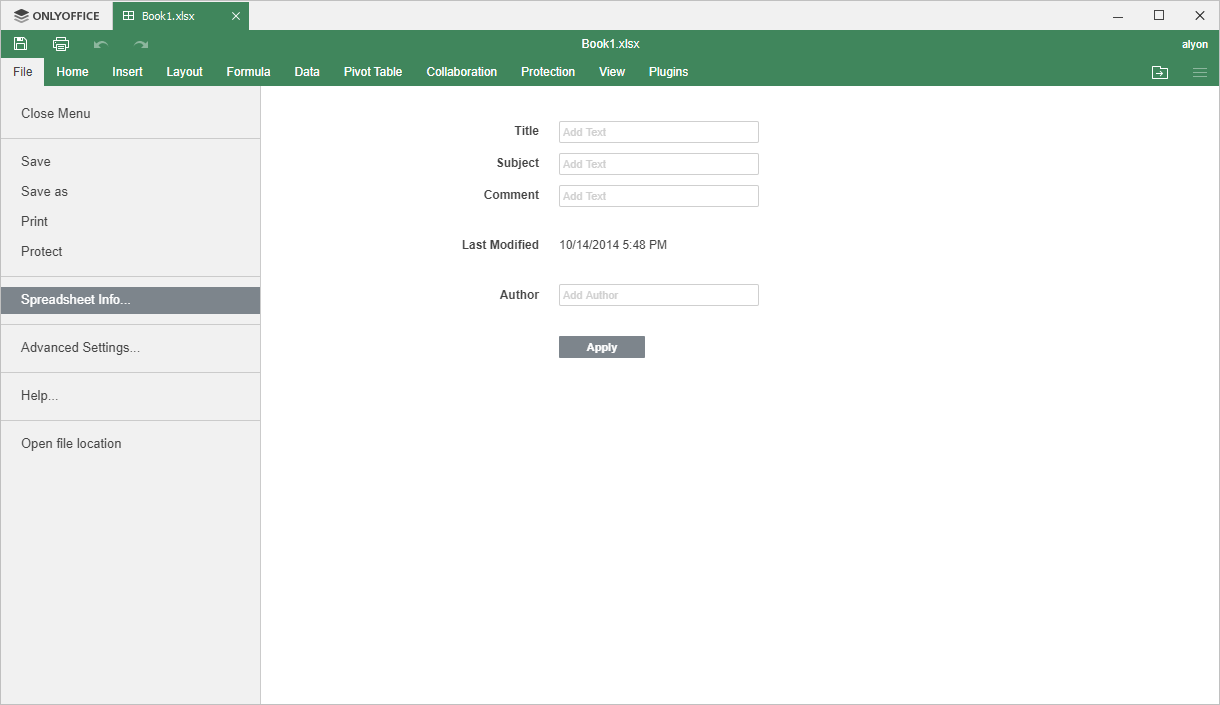 ONLYOFFICE Book1.xlsx
Book1.xlsx alyon
File Home Insert Layout Formula Data Pivot Table Collaboration Protection View Plugins
Close Menu
Save
Save as
Print
Protect
Spreadsheet Info...
Advanced Settings...
Help...
Open file location
Title Add Text
Subject Add Text
Comment Add Text
Last Modified 10/14/2014 5:48 PM
Author Add Author
Apply